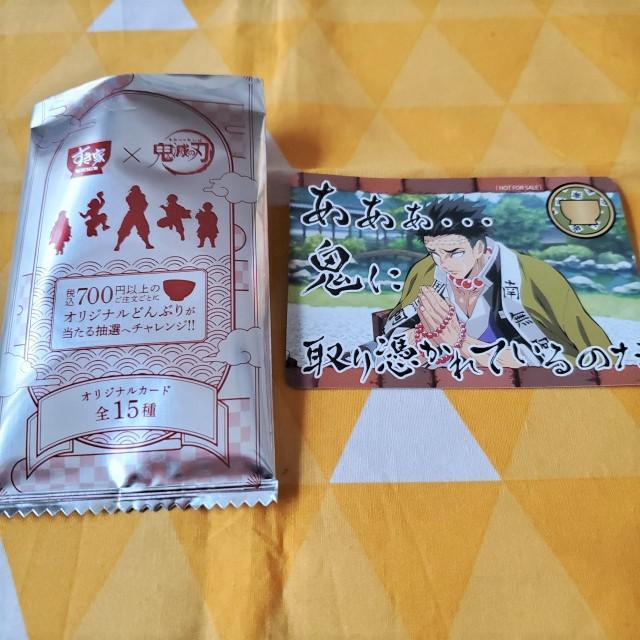 すき家 × 鬼滅の刃
税込700円以上の
ご注文ごとに
オリジナルどんぶりが
当たる抽選へチャレンジ!!
オリジナルカード
全15種
(NOT FOR SALE)
あぁぁ...
鬼に
取り憑かれているのだ
南無